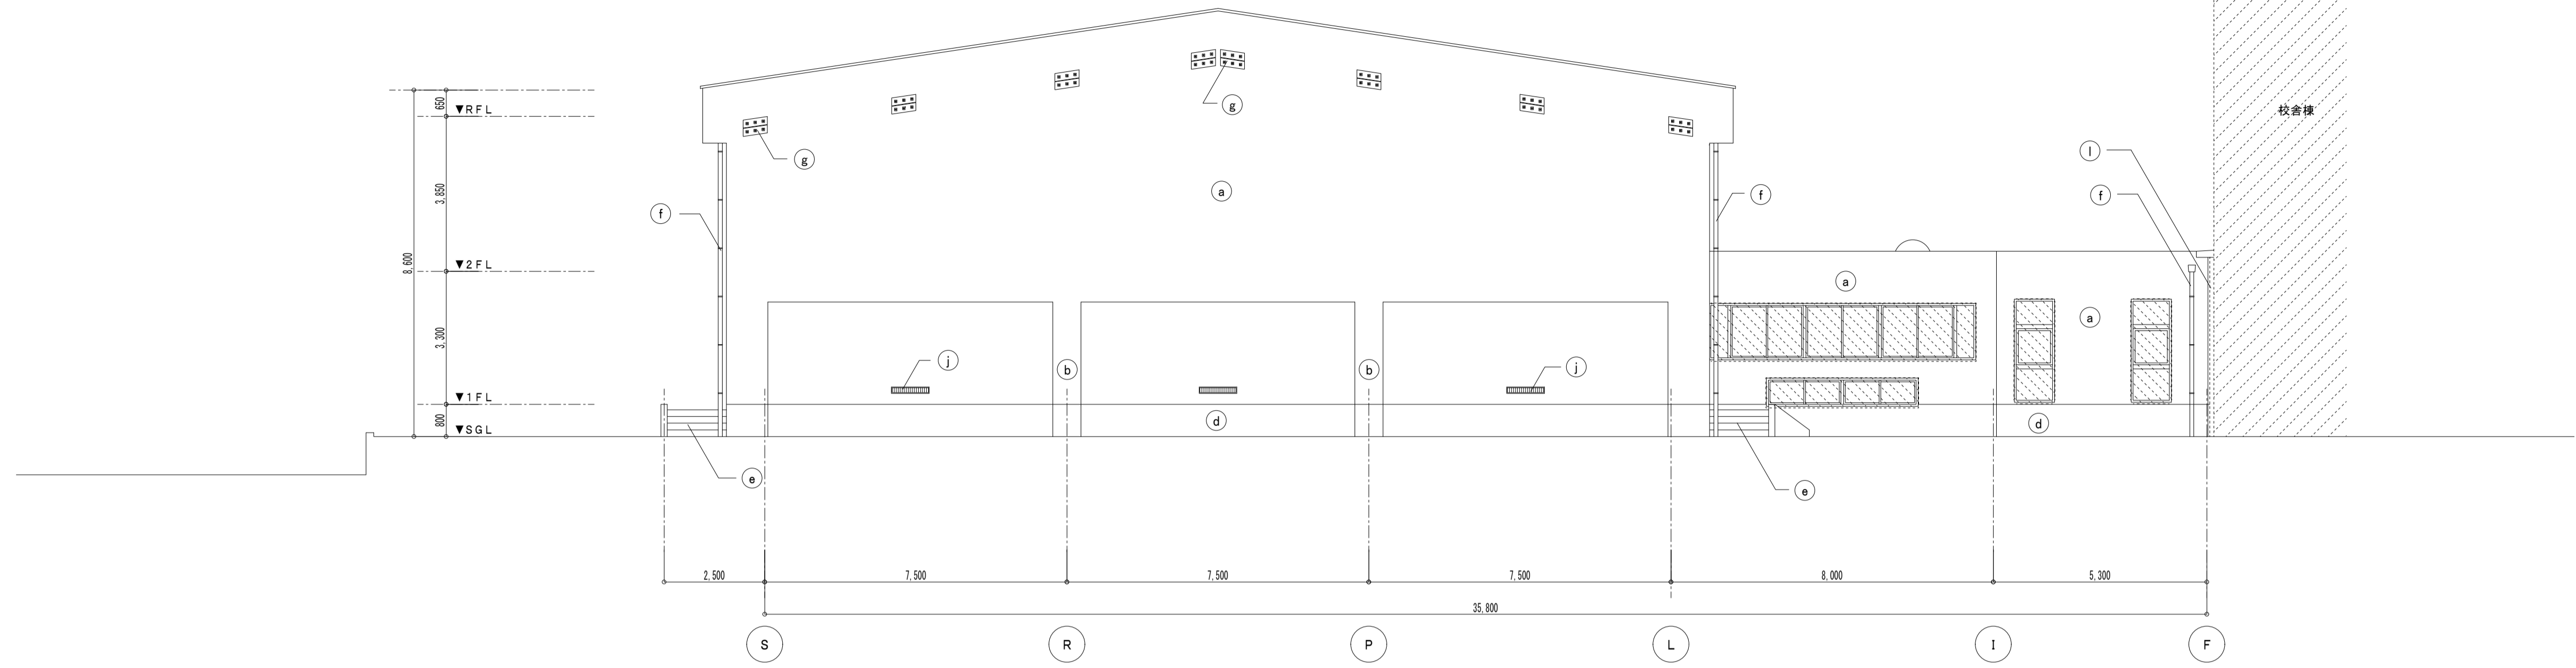 校舎棟
650
▼RFL
3,850
8,600
▼2FL
3,300
▼1FL
800
▼SGL
g
g
a
l
f
f
f
a
a
j
j
b
b
d
d
e
e
2,500
7,500
7,500
7,500
8,000
5,300
35,800
S
R
P
L
I
F